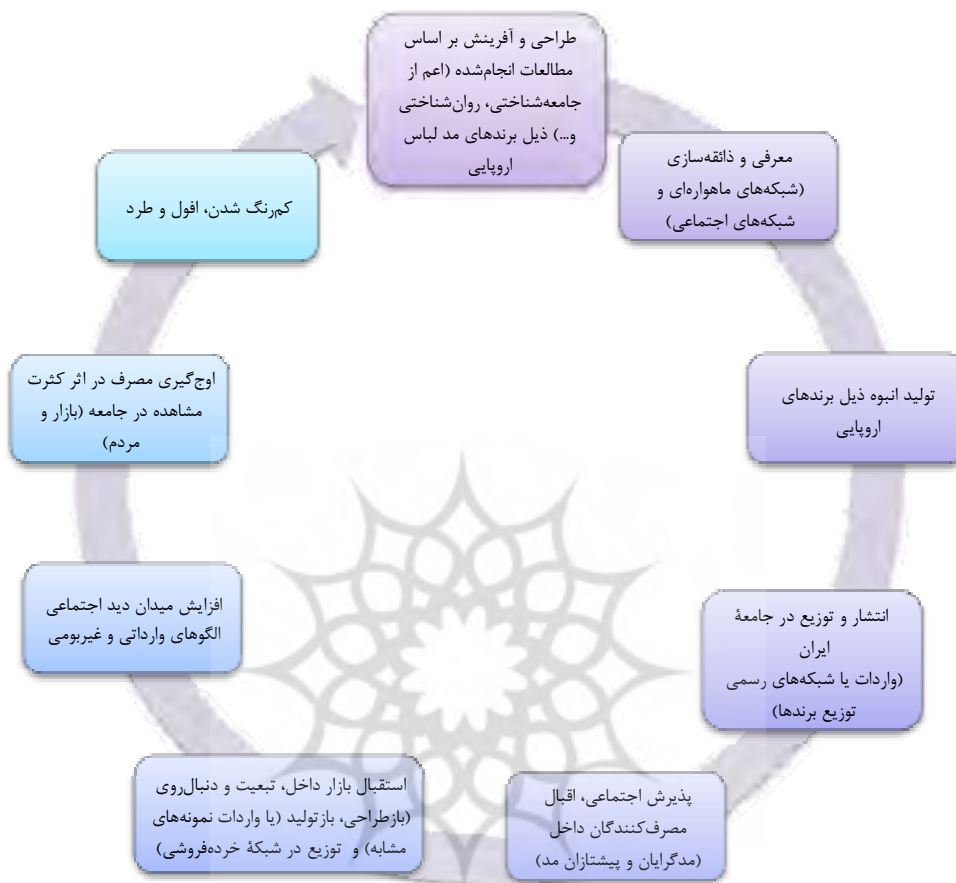 طراحی و آفرینش بر اساس
مطالعات انجام‌شده (اعم از
جامعه‌شناختی، روان‌شناختی
و...) ذیل برندهای مد لباس
اروپایی
معرفی و ذائقه‌سازی
(شبکه‌های ماهواره‌ای و
شبکه‌های اجتماعی)
تولید انبوه ذیل برندهای
اروپایی
انتشار و توزیع در جامعهٔ
ایران
(واردات یا شبکه‌های رسمی
توزیع برندها)
پذیرش اجتماعی، اقبال
مصرف‌کنندگان داخل
(مدگرایان و پیشتازان مد)
استقبال بازار داخل، تبعیت و دنبال‌روی
(بازطراحی، بازتولید (یا واردات نمونه‌های
مشابه) و توزیع در شبکهٔ خرده‌فروشی)
افزایش میدان دید اجتماعی
الگوهای وارداتی و غیربومی
اوج‌گیری مصرف در اثر کثرت
مشاهده در جامعه (بازار و
مردم)
کم‌رنگ شدن، افول و طرد